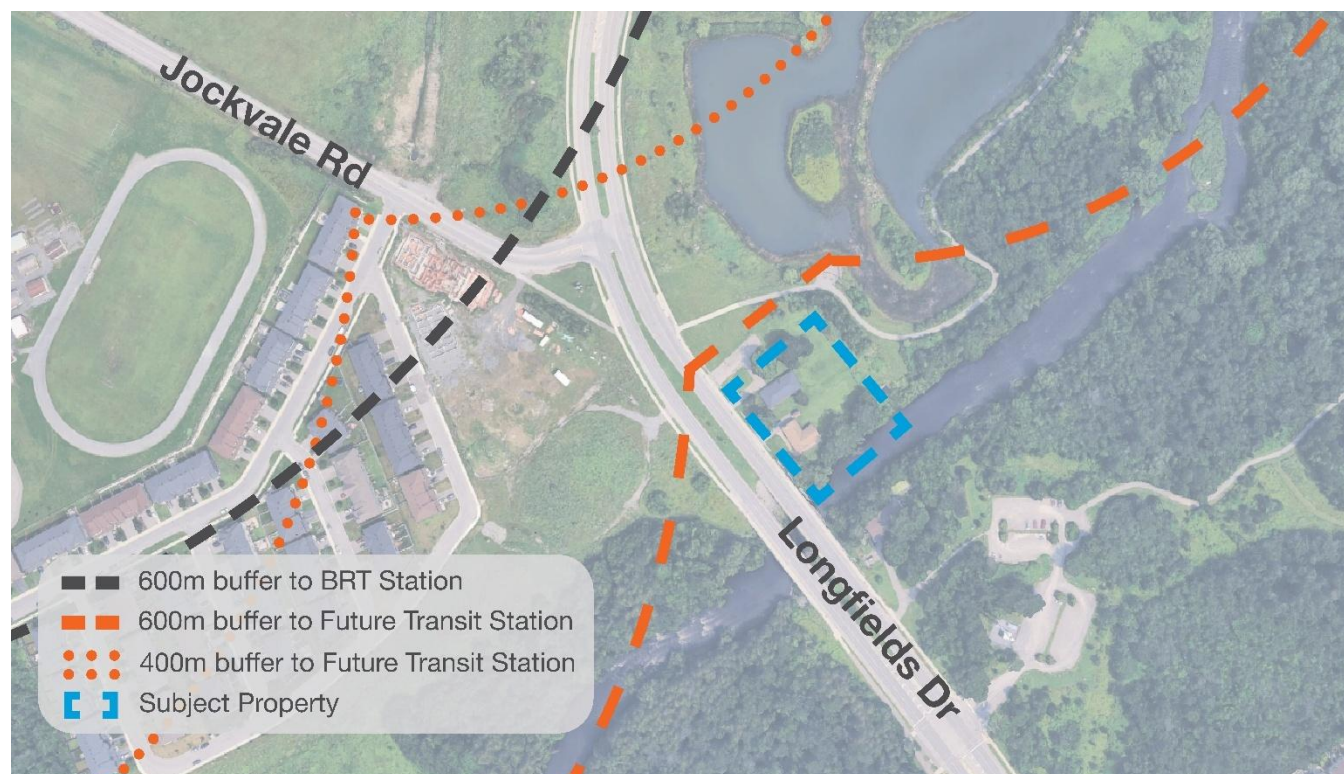 Jockvale Rd
Longfields Dr
600m buffer to BRT Station
600m buffer to Future Transit Station
400m buffer to Future Transit Station
Subject Property